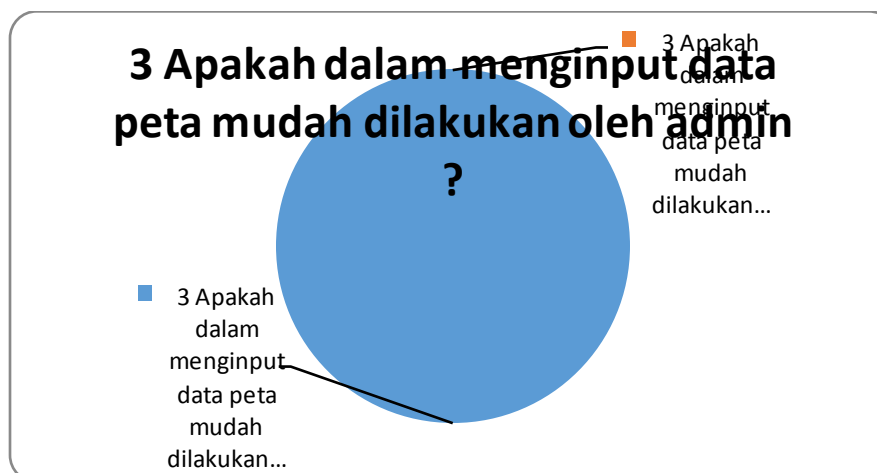 3 Apakah dalam menginput data
peta mudah dilakukan oleh admin
?
3 Apakah
dalam
menginput
data peta
mudah
dilakukan...
3 Apakah
dalam
menginput
data peta
mudah
dilakukan...